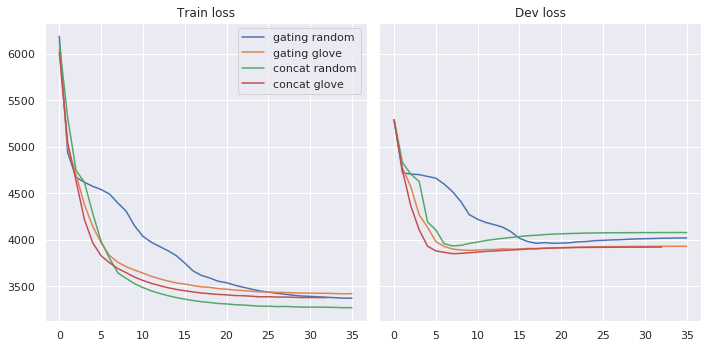 Train loss
Dev loss
gating random
gating glove
concat random
concat glove
6000
5500
5000
4500
4000
3500
0 5 10 15 20 25 30 35
0 5 10 15 20 25 30 35